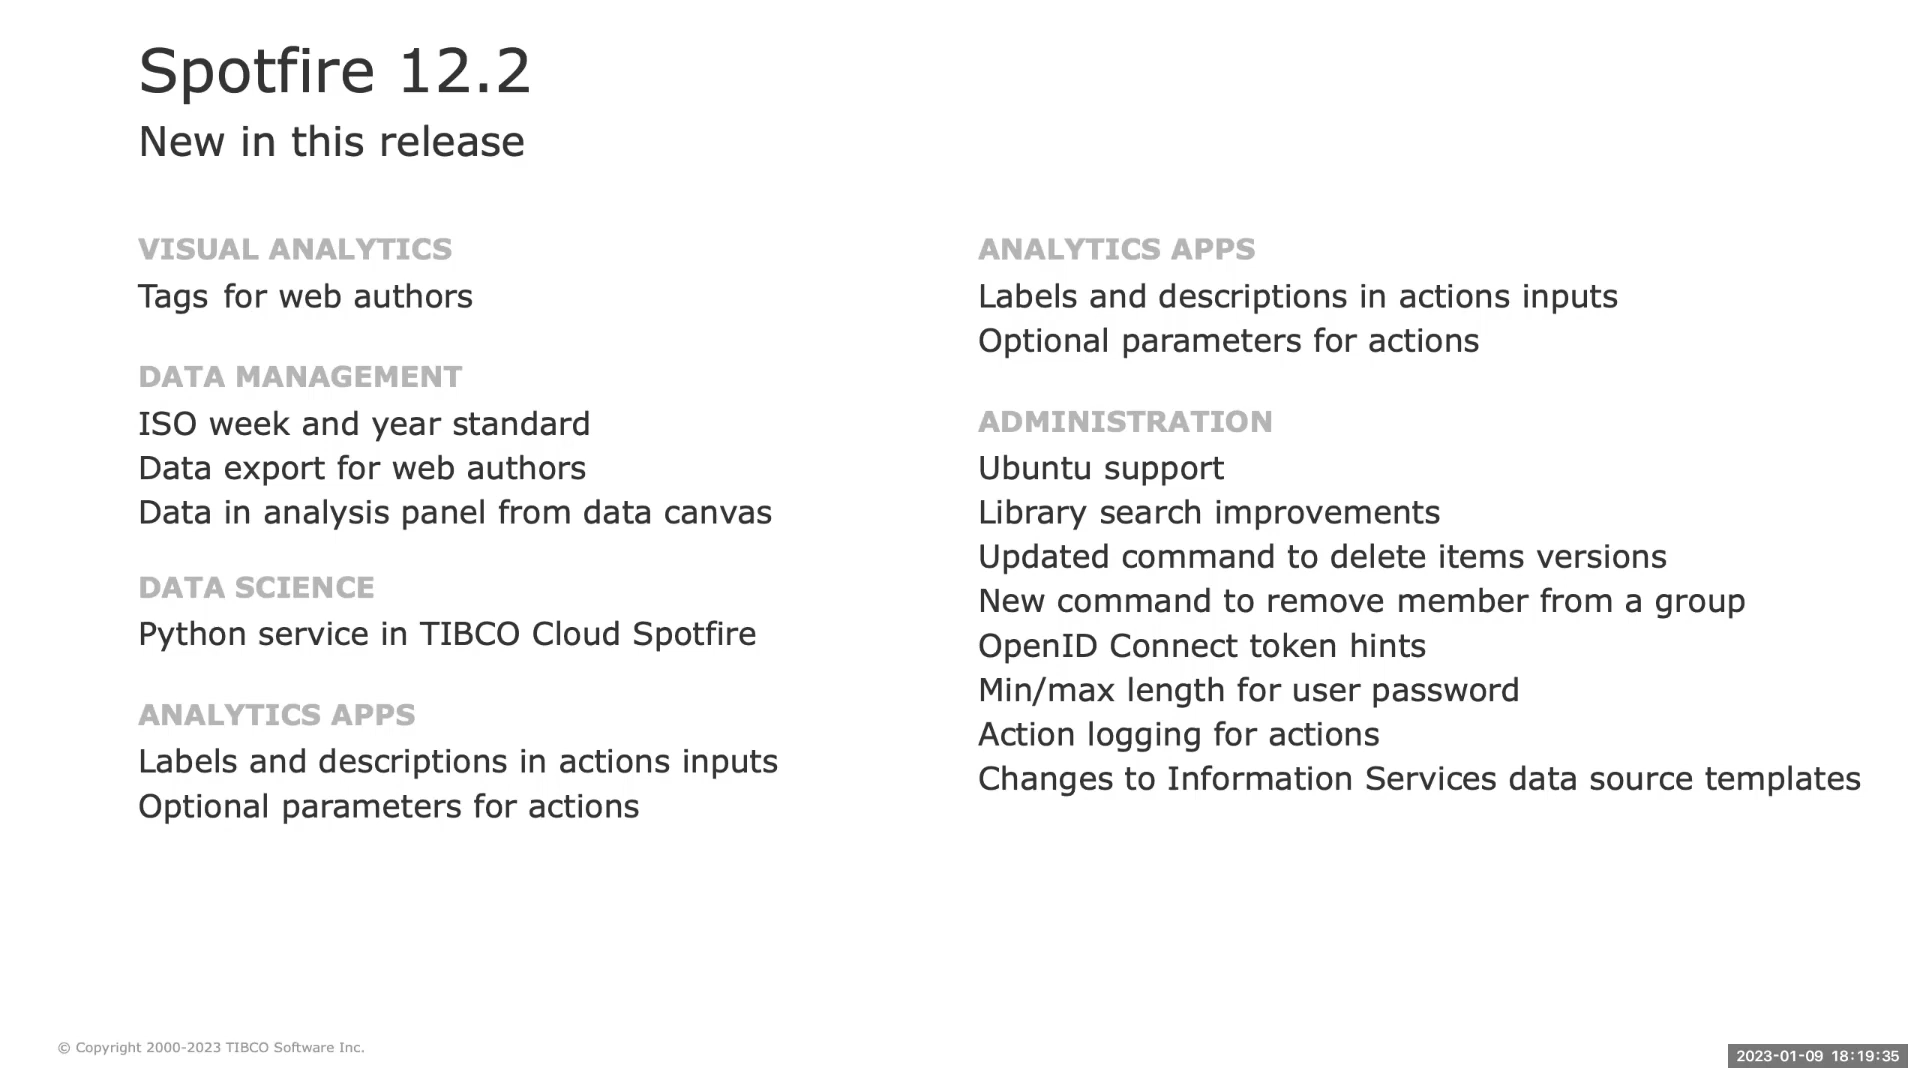 Spotfire 12.2
New in this release
VISUAL ANALYTICS
Tags for web authors
DATA MANAGEMENT
ISO week and year standard
Data export for web authors
Data in analysis panel from data canvas
DATA SCIENCE
Python service in TIBCO Cloud Spotfire
ANALYTICS APPS
Labels and descriptions in actions inputs
Optional parameters for actions
ANALYTICS APPS
Labels and descriptions in actions inputs
Optional parameters for actions
ADMINISTRATION
Ubuntu support
Library search improvements
Updated command to delete items versions
New command to remove member from a group
OpenID Connect token hints
Min/max length for user password
Action logging for actions
Changes to Information Services data source templates
© Copyright 2000-2023 TIBCO Software Inc.
2023-01-09 18:19:35